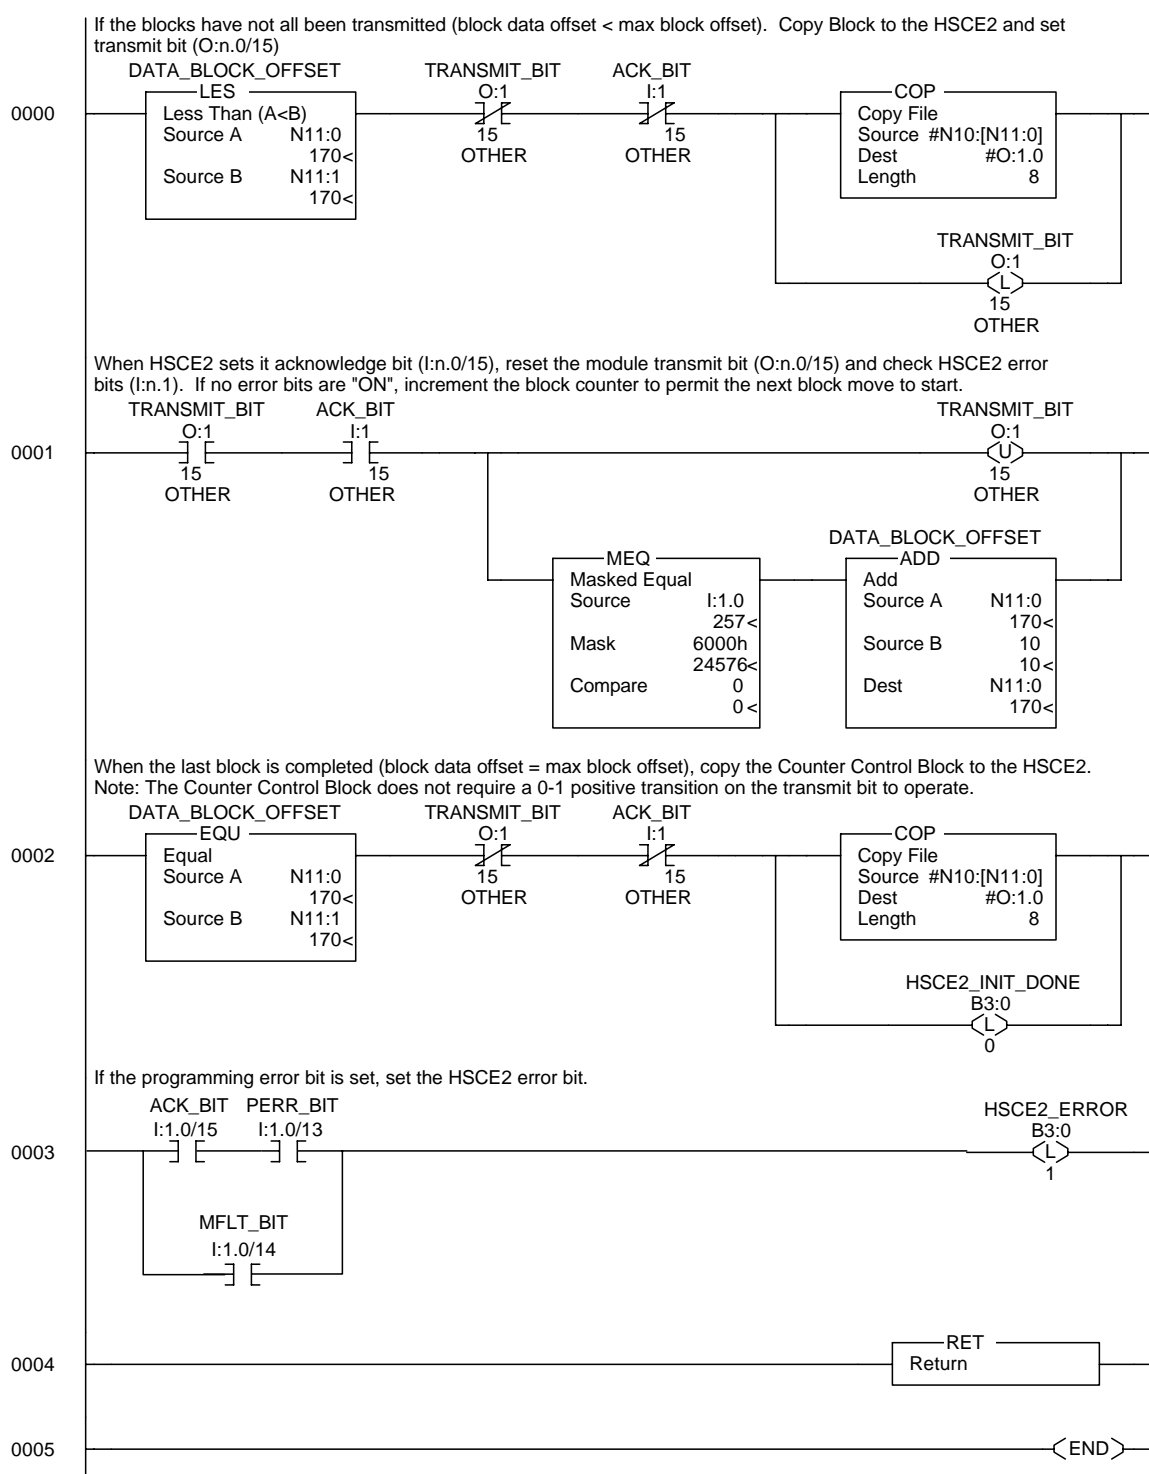 If the blocks have not all been transmitted (block data offset < max block offset).  Copy Block to the HSCE2 and set
transmit bit (O:n.0/15)
DATA_BLOCK_OFFSET TRANSMIT_BIT ACK_BIT
LES O:1 I:1 COP
0000 Less Than (A<B) Copy File
Source A N11:0 15 15 Source #N10:[N11:0]
170< OTHER OTHER Dest #O:1.0
Source B N11:1 Length 8
170<
TRANSMIT_BIT
O:1
L
15
OTHER
When HSCE2 sets it acknowledge bit (I:n.0/15), reset the module transmit bit (O:n.0/15) and check HSCE2 error
bits (I:n.1).  If no error bits are "ON", increment the block counter to permit the next block move to start.
TRANSMIT_BIT ACK_BIT TRANSMIT_BIT
O:1 I:1 O:1
0001 U
15 15 15
OTHER OTHER OTHER
DATA_BLOCK_OFFSET
MEQ ADD
Masked Equal Add
Source I:1.0 Source A N11:0
257< 170<
Mask 6000h Source B 10
24576< 10<
Compare 0 Dest N11:0
0< 170<
When the last block is completed (block data offset = max block offset), copy the Counter Control Block to the HSCE2.
Note: The Counter Control Block does not require a 0-1 positive transition on the transmit bit to operate.
DATA_BLOCK_OFFSET TRANSMIT_BIT ACK_BIT
EQU O:1 I:1 COP
0002 Equal Copy File
Source A N11:0 15 15 Source #N10:[N11:0]
170< OTHER OTHER Dest #O:1.0
Source B N11:1 Length 8
170<
HSCE2_INIT_DONE
B3:0
L
0
If the programming error bit is set, set the HSCE2 error bit.
ACK_BIT PERR_BIT HSCE2_ERROR
I:1.0/15 I:1.0/13 B3:0
0003 L
1
MFLT_BIT
I:1.0/14
RET
0004 Return
0005 END